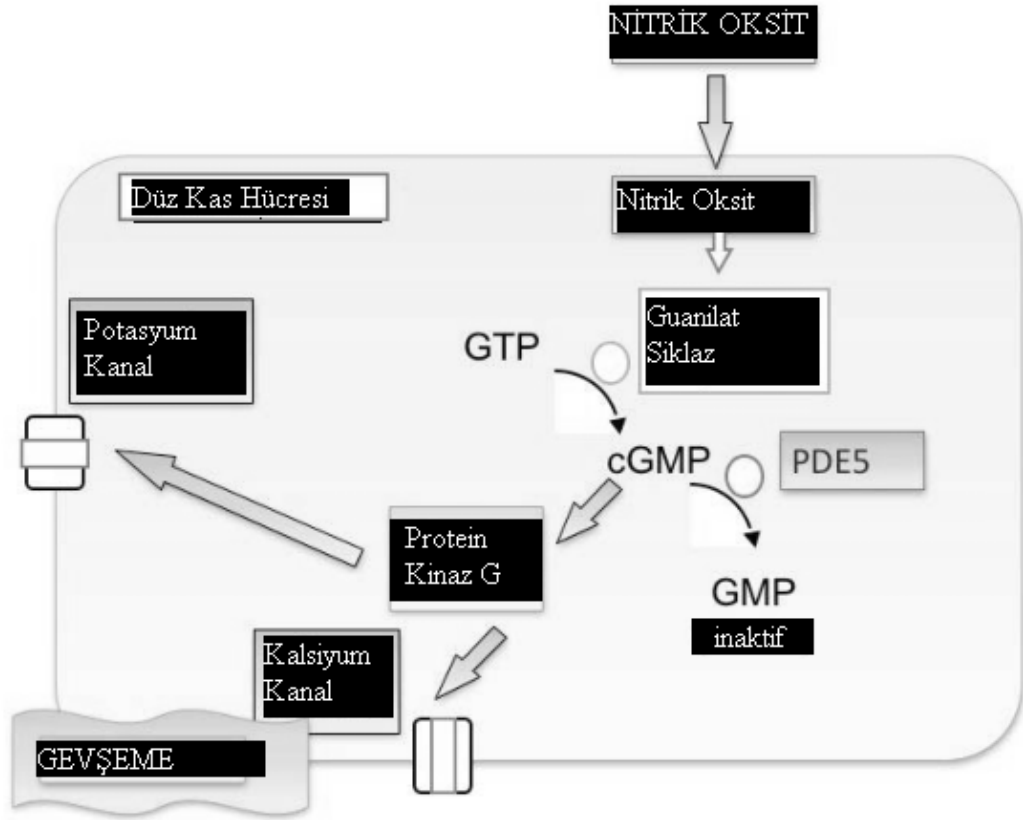 NİTRİK OKSİT
Düz Kas Hücresi
Nitrik Oksit
Potasyum
Kanal
GTP
Guanilat
Siklaz
cGMP
PDE5
Protein
Kinaz G
GMP
inaktif
Kalsiyum
Kanal
GEVŞEME